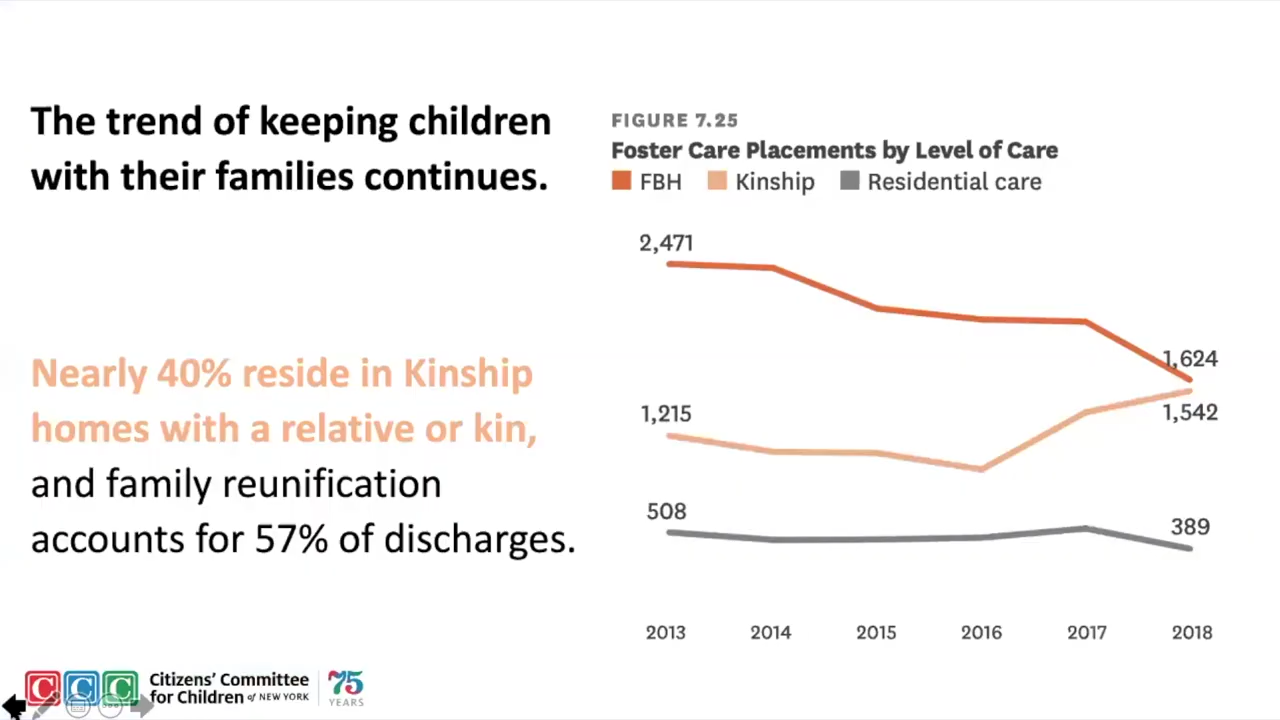 The trend of keeping children
with their families continues.
Nearly 40% reside in Kinship
homes with a relative or kin,
and family reunification
accounts for 57% of discharges.
FIGURE 7.25
Foster Care Placements by Level of Care
FBH Kinship Residential care
2,471
1,624
1,215
1,542
508
389
2013 2014 2015 2016 2017 2018
CCC
Citizens' Committee
for Children of NEW YORK
75
YEARS